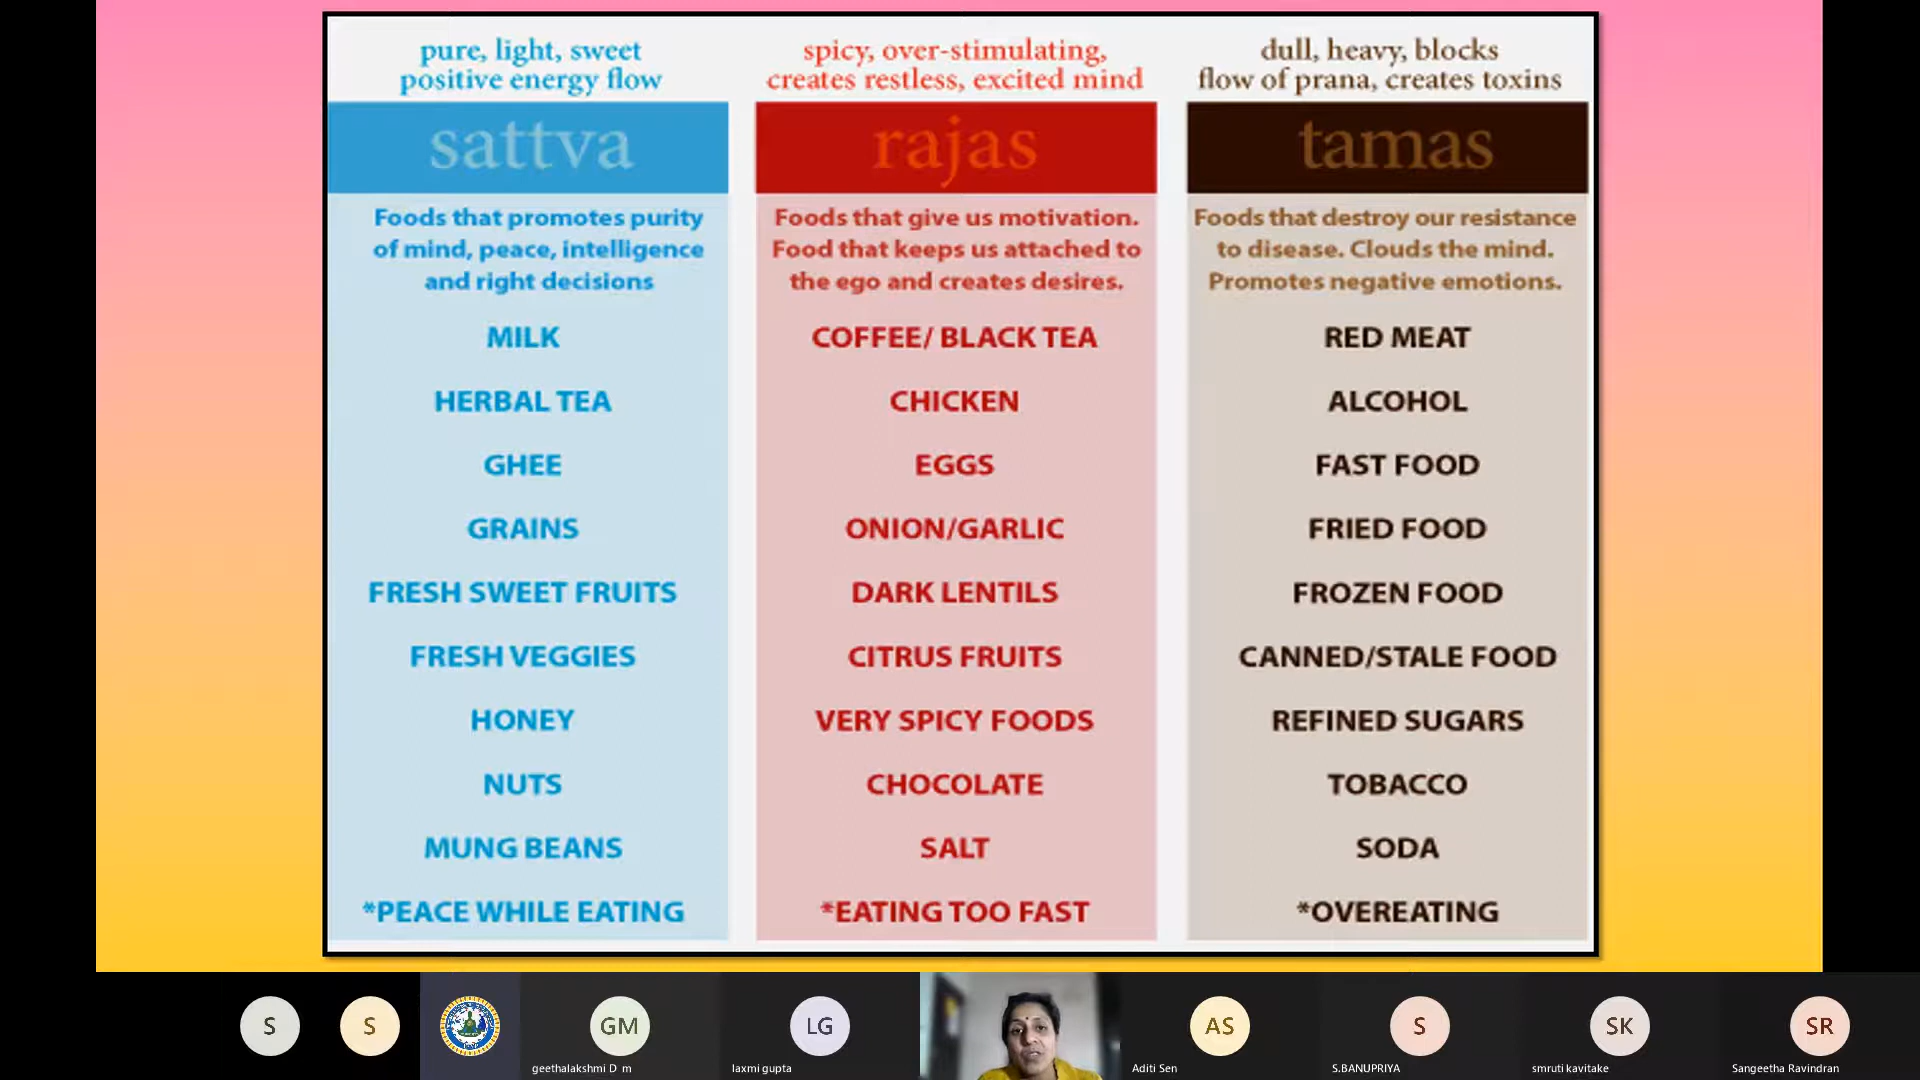 pure, light, sweet
positive energy flow
sattva
Foods that promotes purity
of mind, peace, intelligence
and right decisions
MILK
HERBAL TEA
GHEE
GRAINS
FRESH SWEET FRUITS
FRESH VEGGIES
HONEY
NUTS
MUNG BEANS
*PEACE WHILE EATING
spicy, over-stimulating,
creates restless, excited mind
rajas
Foods that give us motivation.
Food that keeps us attached to
the ego and creates desires.
COFFEE/ BLACK TEA
CHICKEN
EGGS
ONION/GARLIC
DARK LENTILS
CITRUS FRUITS
VERY SPICY FOODS
CHOCOLATE
SALT
*EATING TOO FAST
dull, heavy, blocks
flow of prana, creates toxins
tamas
Foods that destroy our resistance
to disease. Clouds the mind.
Promotes negative emotions.
RED MEAT
ALCOHOL
FAST FOOD
FRIED FOOD
FROZEN FOOD
CANNED/STALE FOOD
REFINED SUGARS
TOBACCO
SODA
*OVEREATING
S
S
GM
geethalakshmi D m
LG
laxmi gupta
AS
Aditi Sen
S
S.BANUPRIYA
SK
smruti kavitake
SR
Sangeetha Ravindran